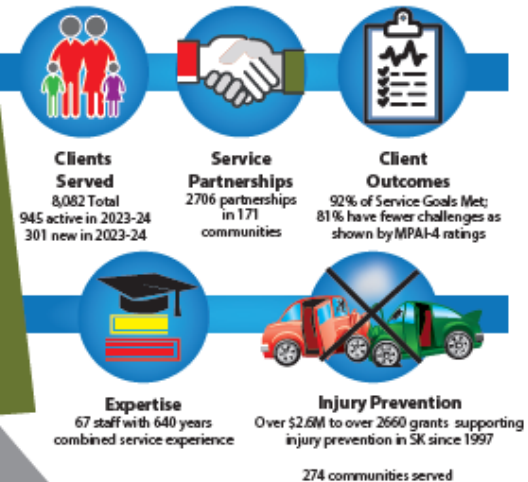 Clients
Served
8,082 Total
945 active in 2023-24
301 new in 2023-24
Service
Partnerships
2706 partnerships
in 171
communities
Client
Outcomes
92% of Service Goals Met;
81% have fewer challenges as
shown by MPAI-4 ratings
Expertise
67 staff with 640 years
combined service experience
Injury Prevention
Over $2.6M to over 2660 grants supporting
injury prevention in SK since 1997
274 communities served